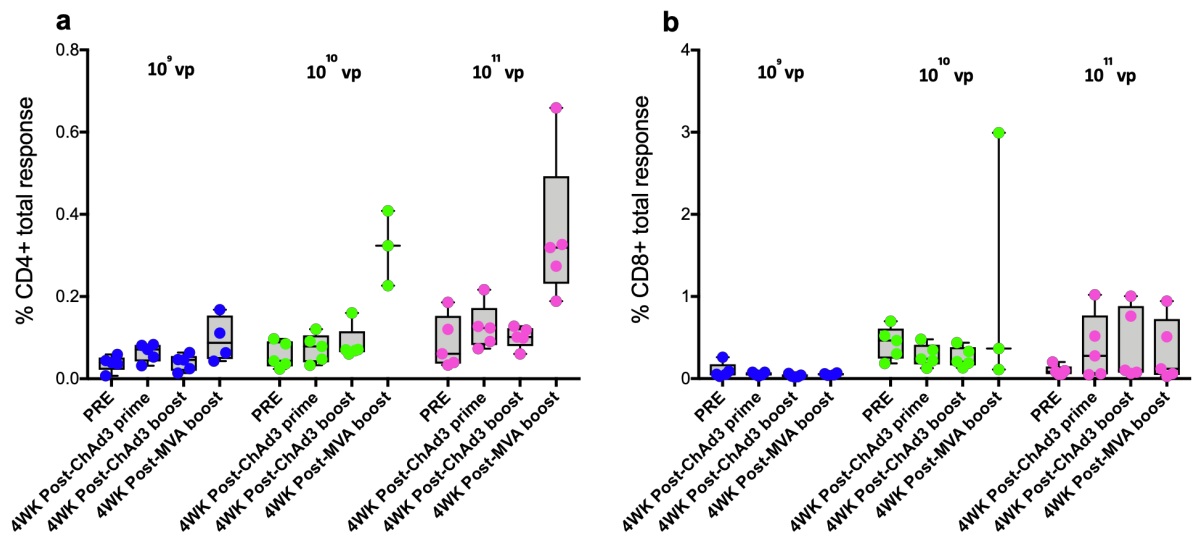 a
% CD4+ total response
0.8
0.6
0.4
0.2
0.0
10⁹ vp
10¹⁰ vp
10¹¹ vp
PRE
4WK Post-ChAd3 prime
4WK Post-ChAd3 boost
4WK Post-MVA boost
PRE
4WK Post-ChAd3 prime
4WK Post-ChAd3 boost
4WK Post-MVA boost
PRE
4WK Post-ChAd3 prime
4WK Post-ChAd3 boost
4WK Post-MVA boost
b
% CD8+ total response
4
3
2
1
0
10⁹ vp
10¹⁰ vp
10¹¹ vp
PRE
4WK Post-ChAd3 prime
4WK Post-ChAd3 boost
4WK Post-MVA boost
PRE
4WK Post-ChAd3 prime
4WK Post-ChAd3 boost
4WK Post-MVA boost
PRE
4WK Post-ChAd3 prime
4WK Post-ChAd3 boost
4WK Post-MVA boost